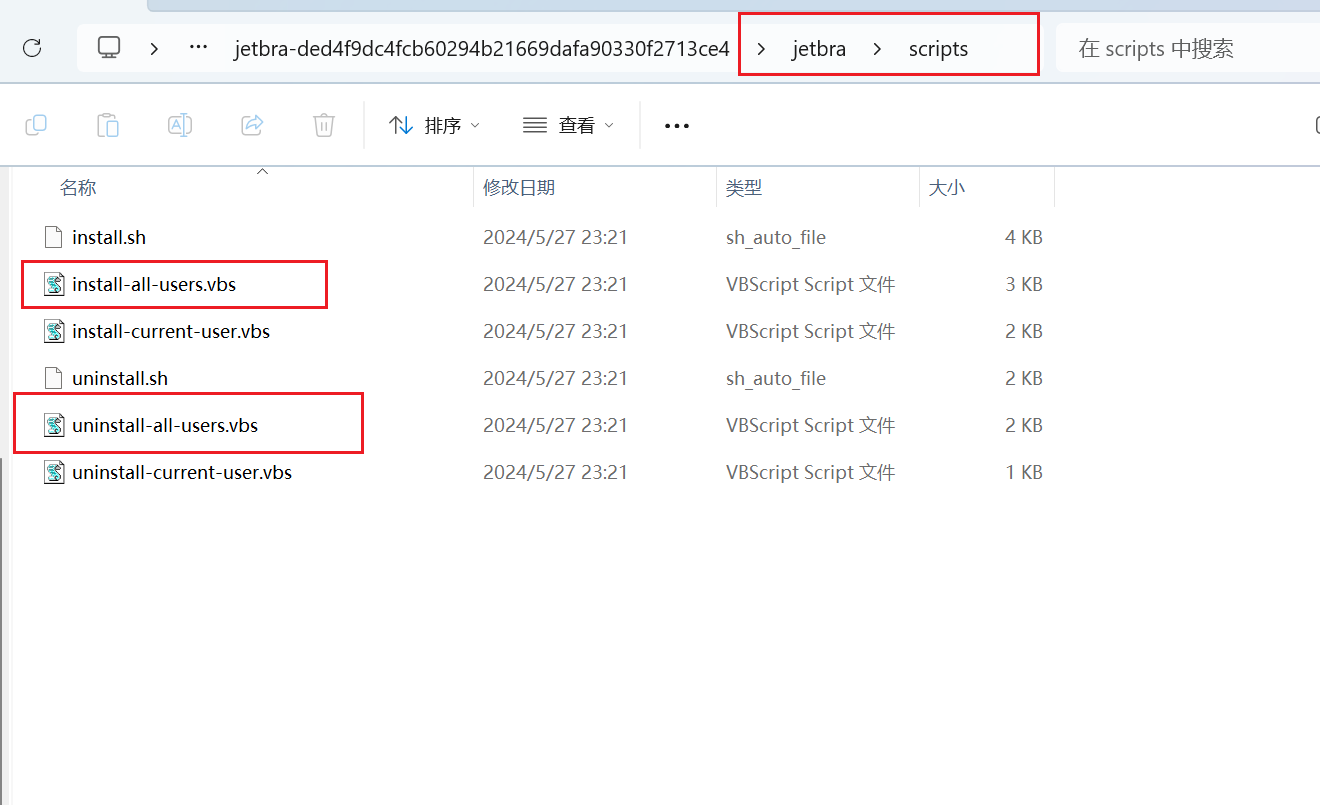 jetbra-ded4f9dc4fcb60294b21669dafa90330f2713ce4 > jetbra > scripts 在 scripts 中搜索
排序 查看
名称 修改日期 类型 大小
install.sh 2024/5/27 23:21 sh_auto_file 4 KB
install-all-users.vbs 2024/5/27 23:21 VBScript Script 文件 3 KB
install-current-user.vbs 2024/5/27 23:21 VBScript Script 文件 2 KB
uninstall.sh 2024/5/27 23:21 sh_auto_file 2 KB
uninstall-all-users.vbs 2024/5/27 23:21 VBScript Script 文件 2 KB
uninstall-current-user.vbs 2024/5/27 23:21 VBScript Script 文件 1 KB